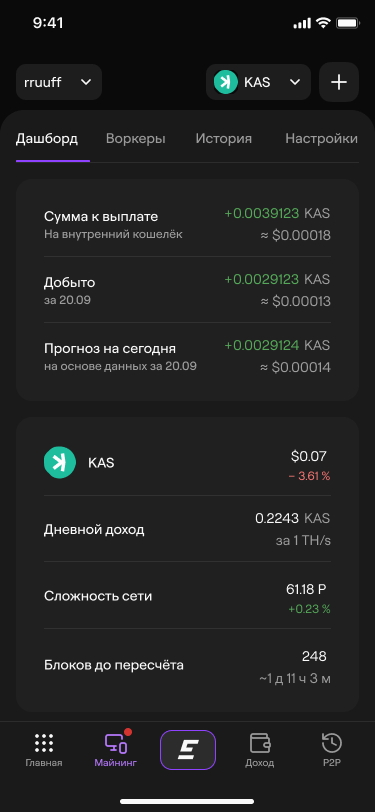 9:41
rruuff
KAS
Дашборд Воркеры История Настройки
Сумма к выплате +0.0039123 KAS
На внутренний кошелёк ≈ $0.00018
Добыто +0.0029123 KAS
за 20.09 ≈ $0.00013
Прогноз на сегодня +0.0029124 KAS
на основе данных за 20.09 ≈ $0.00014
KAS $0.07
− 3.61 %
Дневной доход 0.2243 KAS
за 1 TH/s
Сложность сети 61.18 P
+0.23 %
Блоков до пересчёта 248
~1 д 11 ч 3 м
Главная Майнинг Доход P2P